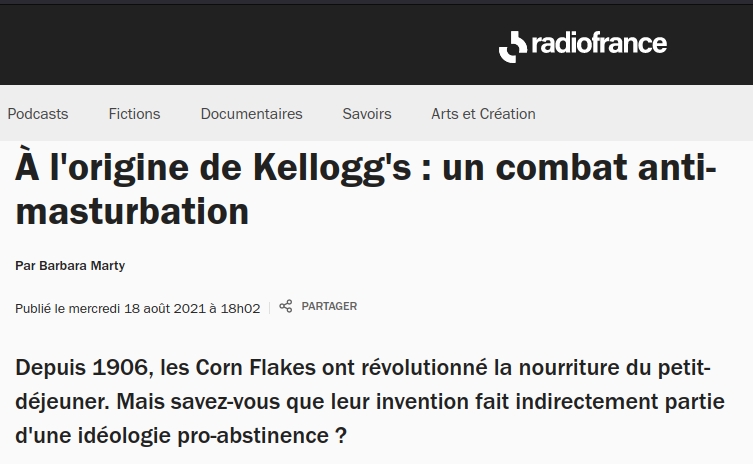 radiofrance
Podcasts Fictions Documentaires Savoirs Arts et Création
À l'origine de Kellogg's : un combat anti-
masturbation
Par Barbara Marty
Publié le mercredi 18 août 2021 à 18h02 PARTAGER
Depuis 1906, les Corn Flakes ont révolutionné la nourriture du petit-
déjeuner. Mais savez-vous que leur invention fait indirectement partie
d'une idéologie pro-abstinence ?